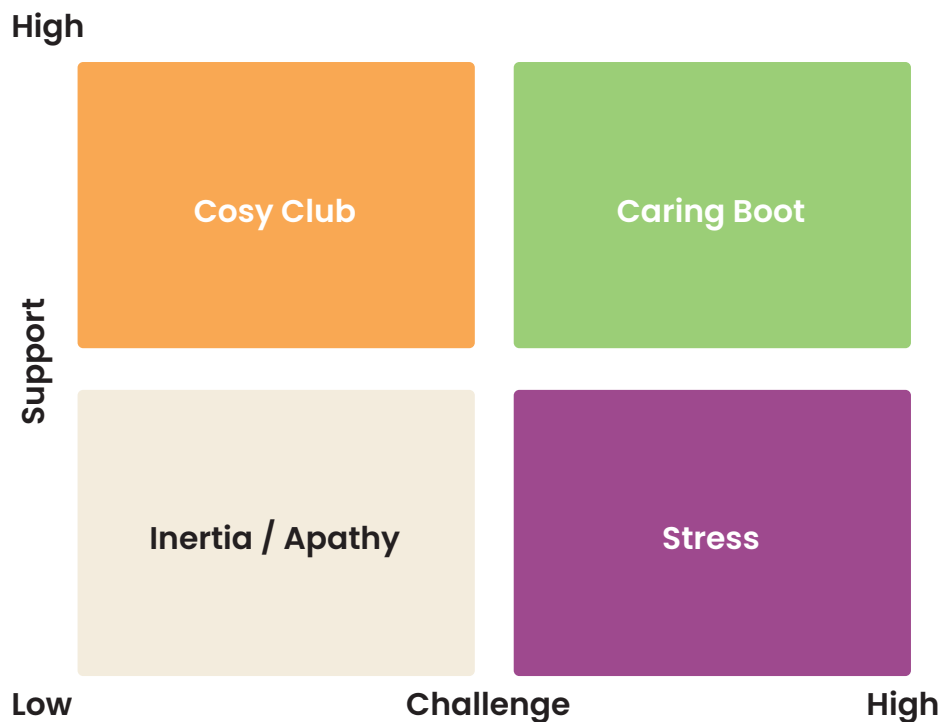 High
Cosy Club
Caring Boot
Support
Inertia / Apathy
Stress
Low
Challenge
High